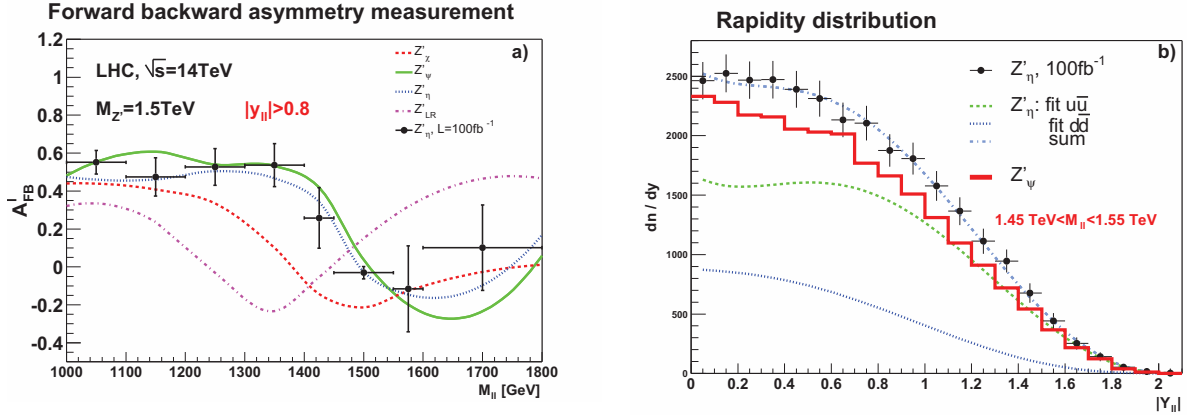 Forward backward asymmetry measurement
a)
LHC, √s=14TeV
M_Z'=1.5TeV |y_ll|>0.8
Z'_χ
Z'_ψ
Z'_η
Z'_LR
Z'_η, L=100fb⁻¹
A^l_FB
1.2
1
0.8
0.6
0.4
0.2
0
-0.2
-0.4
1000 1100 1200 1300 1400 1500 1600 1700 1800
M_ll [GeV]
Rapidity distribution
b)
Z'_η, 100fb⁻¹
Z'_η: fit uu̅
fit dd̅
sum
Z'_ψ
1.45 TeV<M_ll<1.55 TeV
dn / dy
2500
2000
1500
1000
500
0
0 0.2 0.4 0.6 0.8 1 1.2 1.4 1.6 1.8 2
|Y_ll|